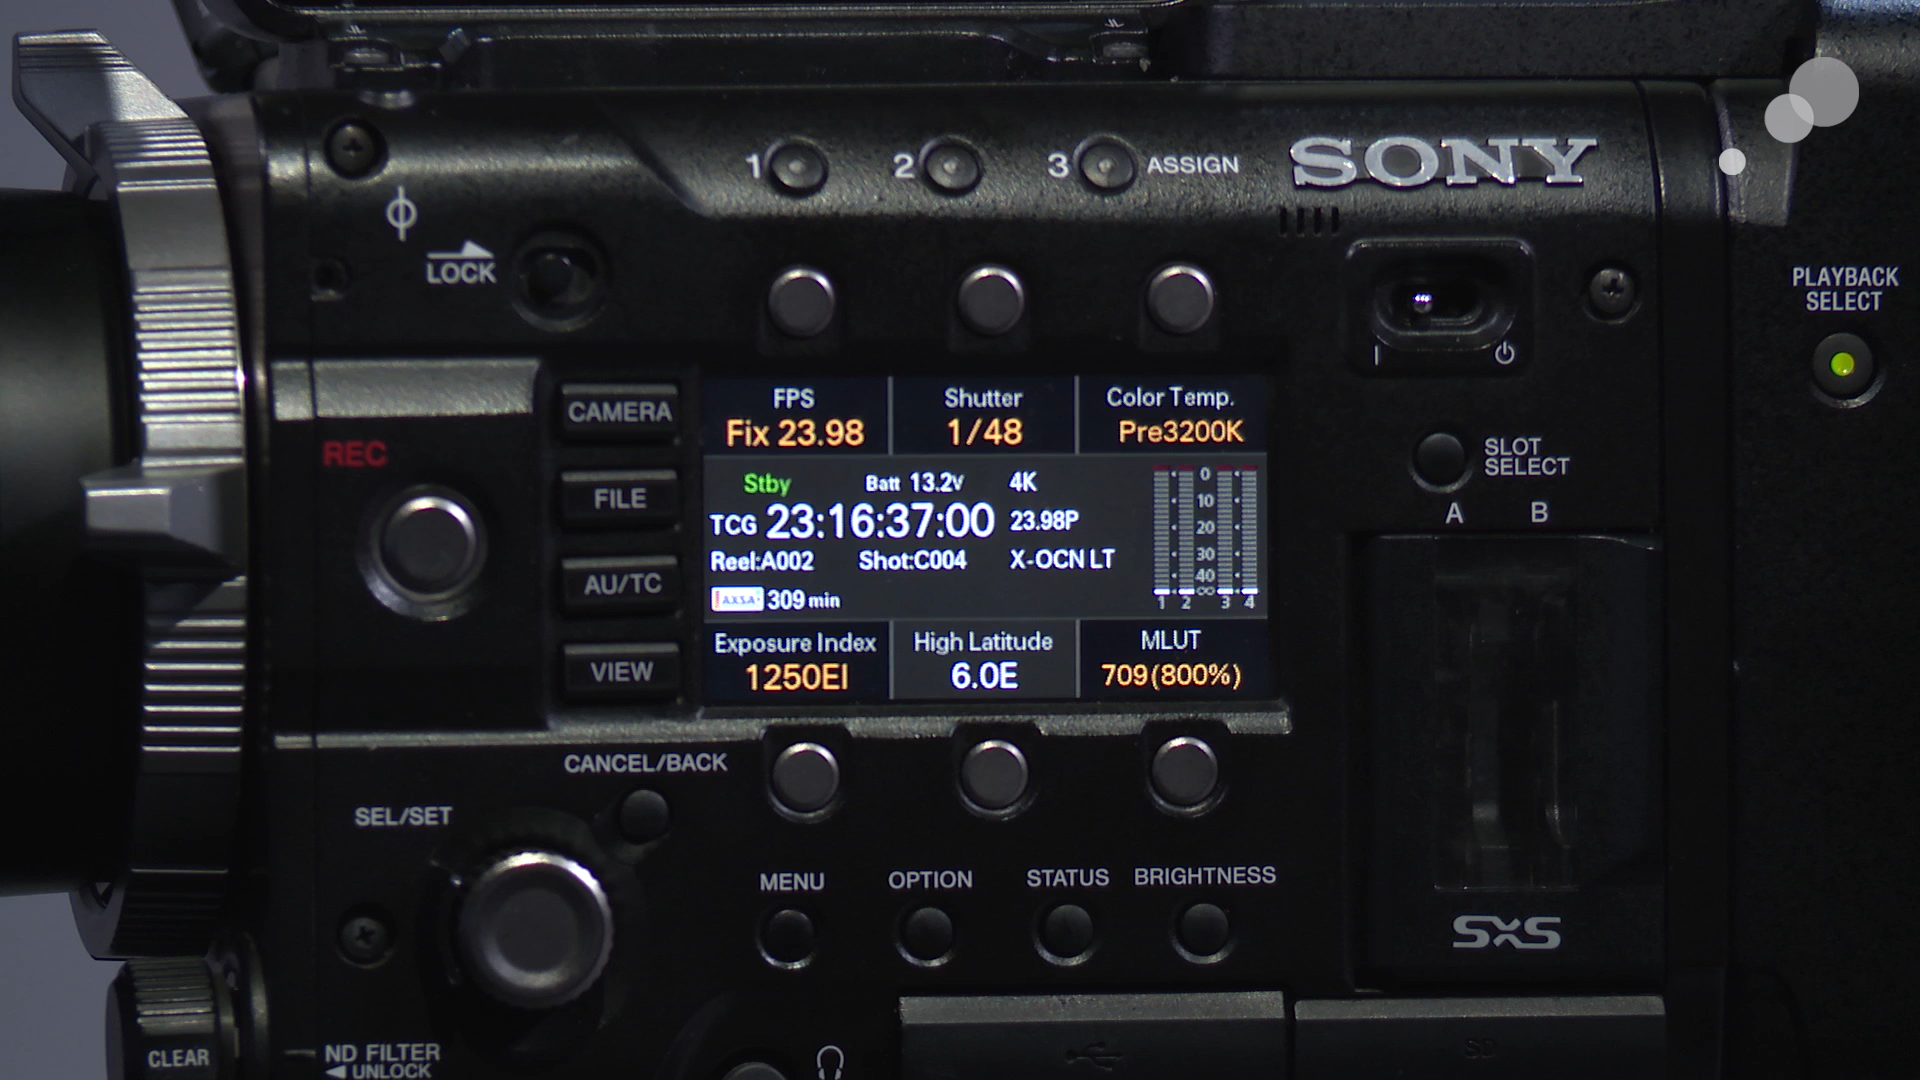 1 2 3 ASSIGN
SONY
LOCK
PLAYBACK
SELECT
CAMERA
FPS Shutter Color Temp.
Fix 23.98 1/48 Pre3200K
REC
SLOT
SELECT
A B
FILE
Stby Batt 13.2V 4K
TCG 23:16:37:00 23.98P
Reel:A002 Shot:C004 X-OCN LT
AXSA 309 min
0
10
20
30
40
∞
1 2 3 4
AU/TC
VIEW
Exposure Index High Latitude MLUT
1250EI 6.0E 709(800%)
CANCEL/BACK
SEL/SET
MENU OPTION STATUS BRIGHTNESS
SxS
CLEAR
ND FILTER
◄UNLOCK